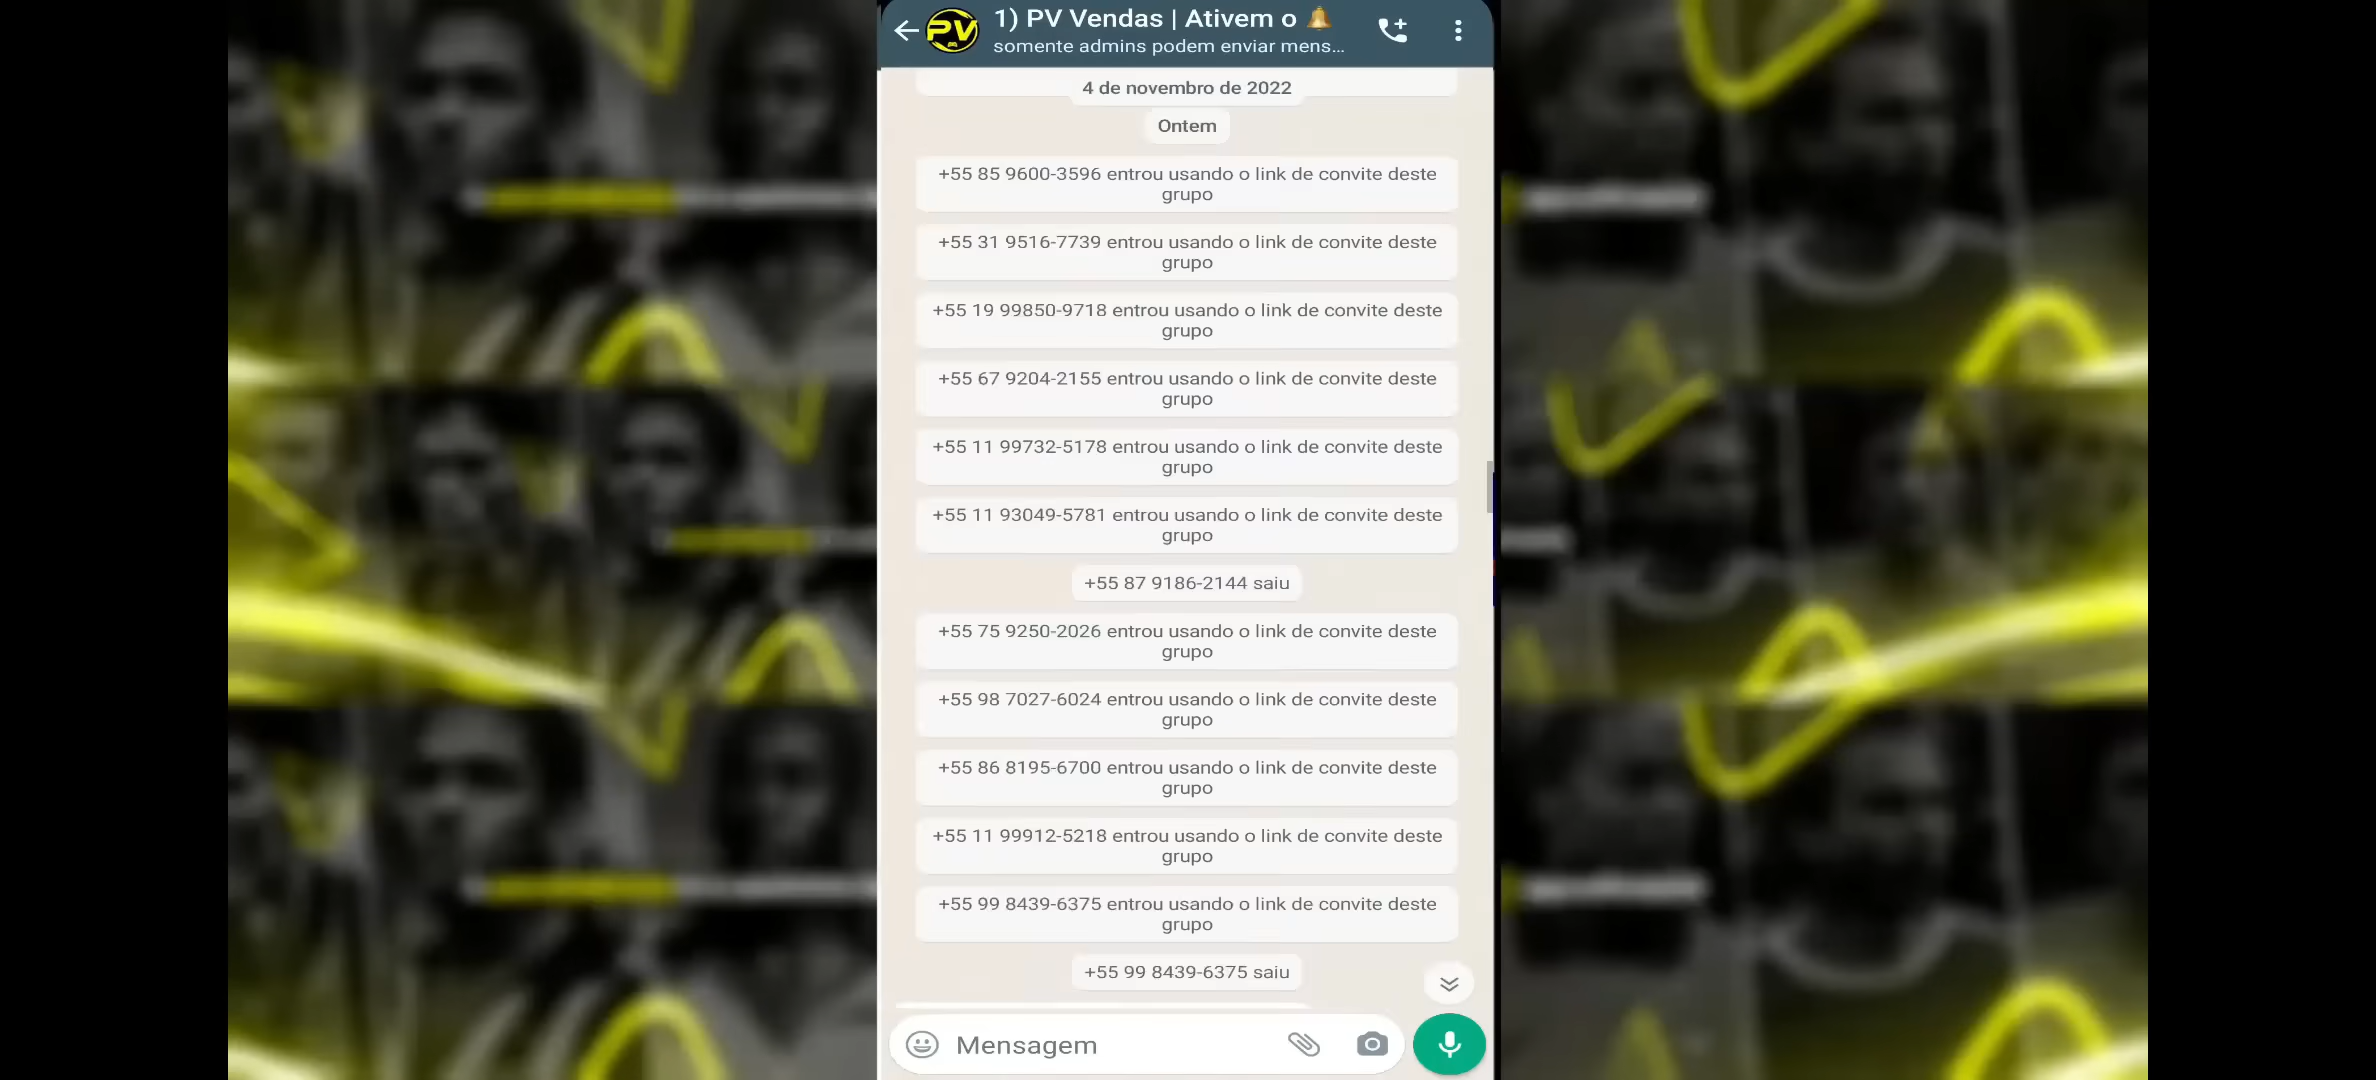 PV
1) PV Vendas | Ativem o 🔔
somente admins podem enviar mens...
4 de novembro de 2022
Ontem
+55 85 9600-3596 entrou usando o link de convite deste
grupo
+55 31 9516-7739 entrou usando o link de convite deste
grupo
+55 19 99850-9718 entrou usando o link de convite deste
grupo
+55 67 9204-2155 entrou usando o link de convite deste
grupo
+55 11 99732-5178 entrou usando o link de convite deste
grupo
+55 11 93049-5781 entrou usando o link de convite deste
grupo
+55 87 9186-2144 saiu
+55 75 9250-2026 entrou usando o link de convite deste
grupo
+55 98 7027-6024 entrou usando o link de convite deste
grupo
+55 86 8195-6700 entrou usando o link de convite deste
grupo
+55 11 99912-5218 entrou usando o link de convite deste
grupo
+55 99 8439-6375 entrou usando o link de convite deste
grupo
+55 99 8439-6375 saiu
Mensagem